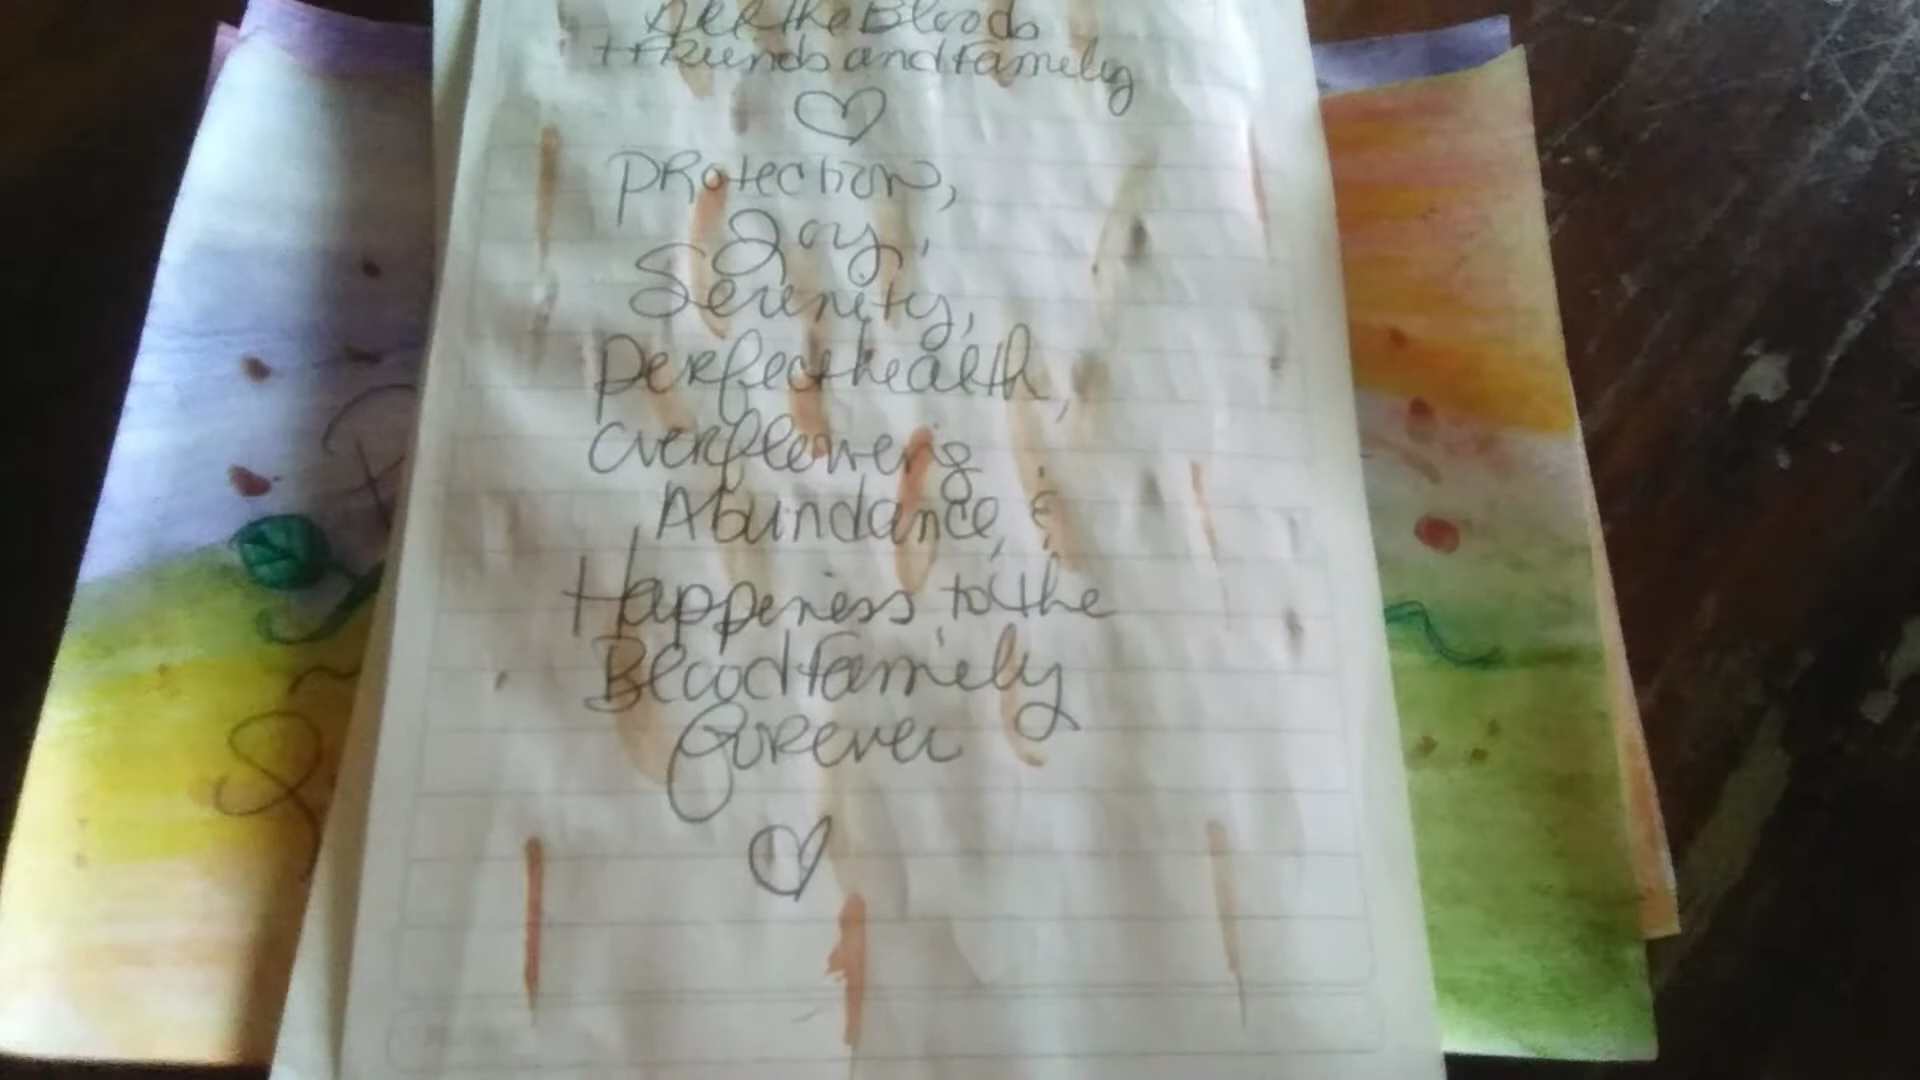 All the Bloods
+ Friends and Family
Protection,
Joy,
Serenity,
Perfect health,
Overflowing
Abundance, &
Happeness to the
Blood Family
Forever